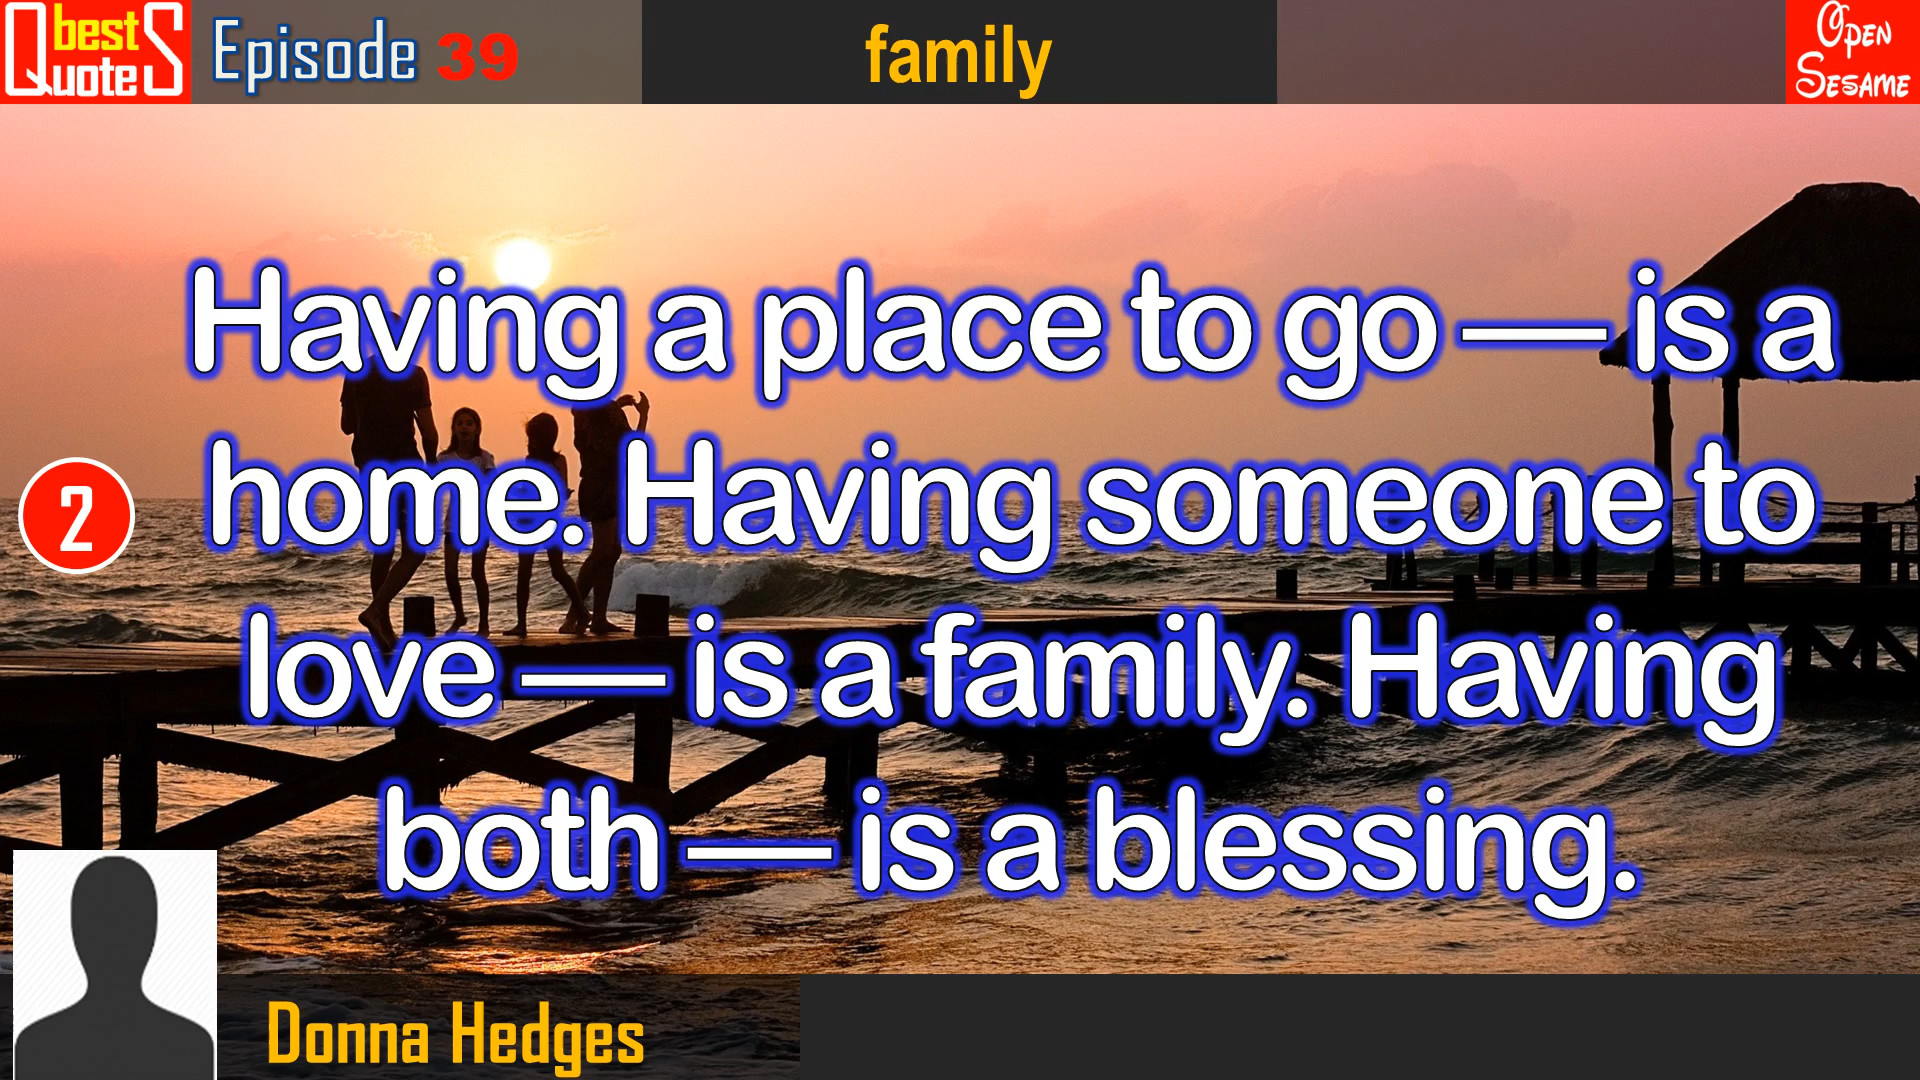 best
QuoteS
Episode 39
family
Open
Sesame
Having a place to go — is a
home. Having someone to
2
love — is a family. Having
both — is a blessing.
Donna Hedges